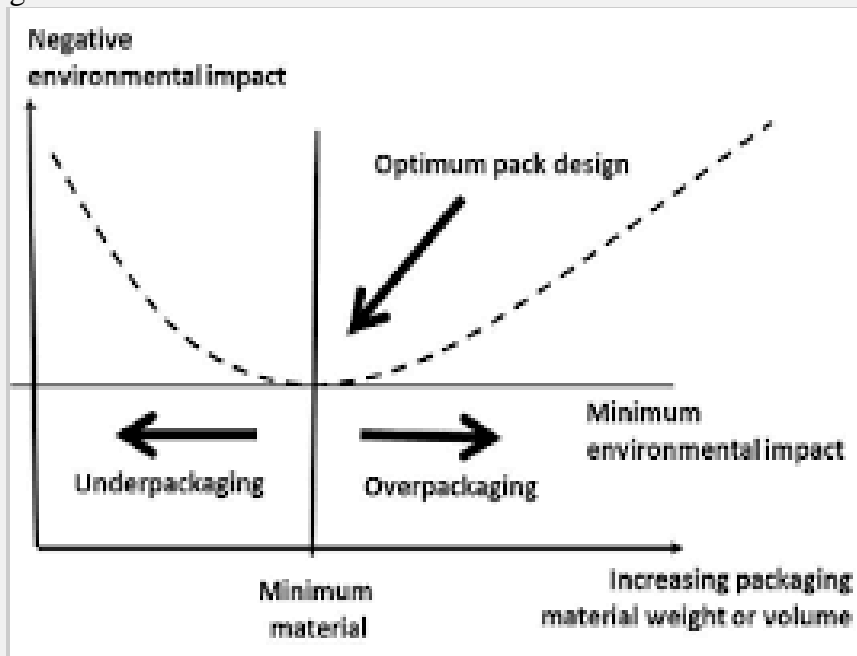 Negative
environmental impact
Optimum pack design
Minimum
environmental impact
Underpackaging
Overpackaging
Minimum
material
Increasing packaging
material weight or volume